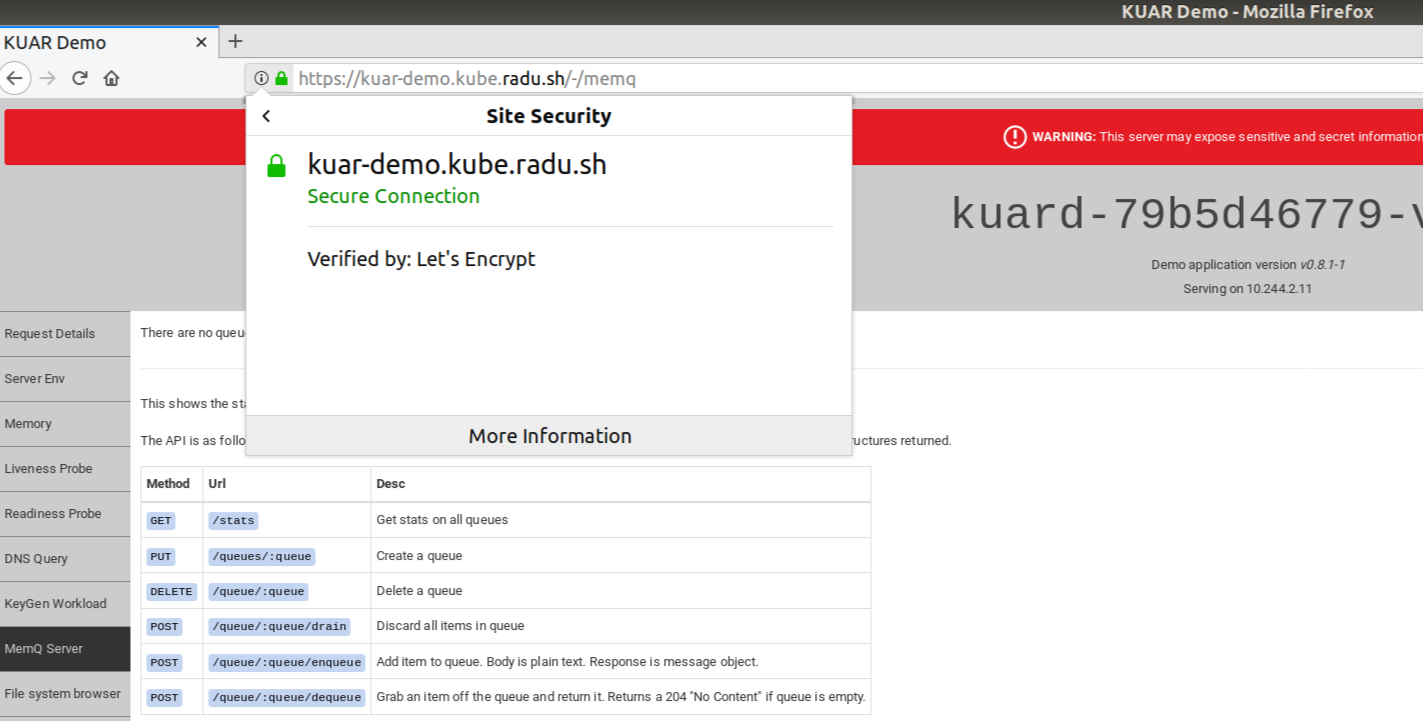 KUAR Demo - Mozilla Firefox
KUAR Demo
https://kuar-demo.kube.radu.sh/-/memq
Site Security
kuar-demo.kube.radu.sh
Secure Connection
Verified by: Let's Encrypt
More Information
WARNING: This server may expose sensitive and secret information
kuard-79b5d46779-v
Demo application version v0.8.1-1
Serving on 10.244.2.11
Request Details
Server Env
Memory
Liveness Probe
Readiness Probe
DNS Query
KeyGen Workload
MemQ Server
File system browser
There are no
This shows the
The API is as returned.
Method Url Desc
GET /stats Get stats on all queues
PUT /queues/:queue Create a queue
DELETE /queue/:queue Delete a queue
POST /queue/:queue/drain Discard all items in queue
POST /queue/:queue/enqueue Add item to queue. Body is plain text. Response is message object.
POST /queue/:queue/dequeue Grab an item off the queue and return it. Returns a 204 "No Content" if queue is empty.